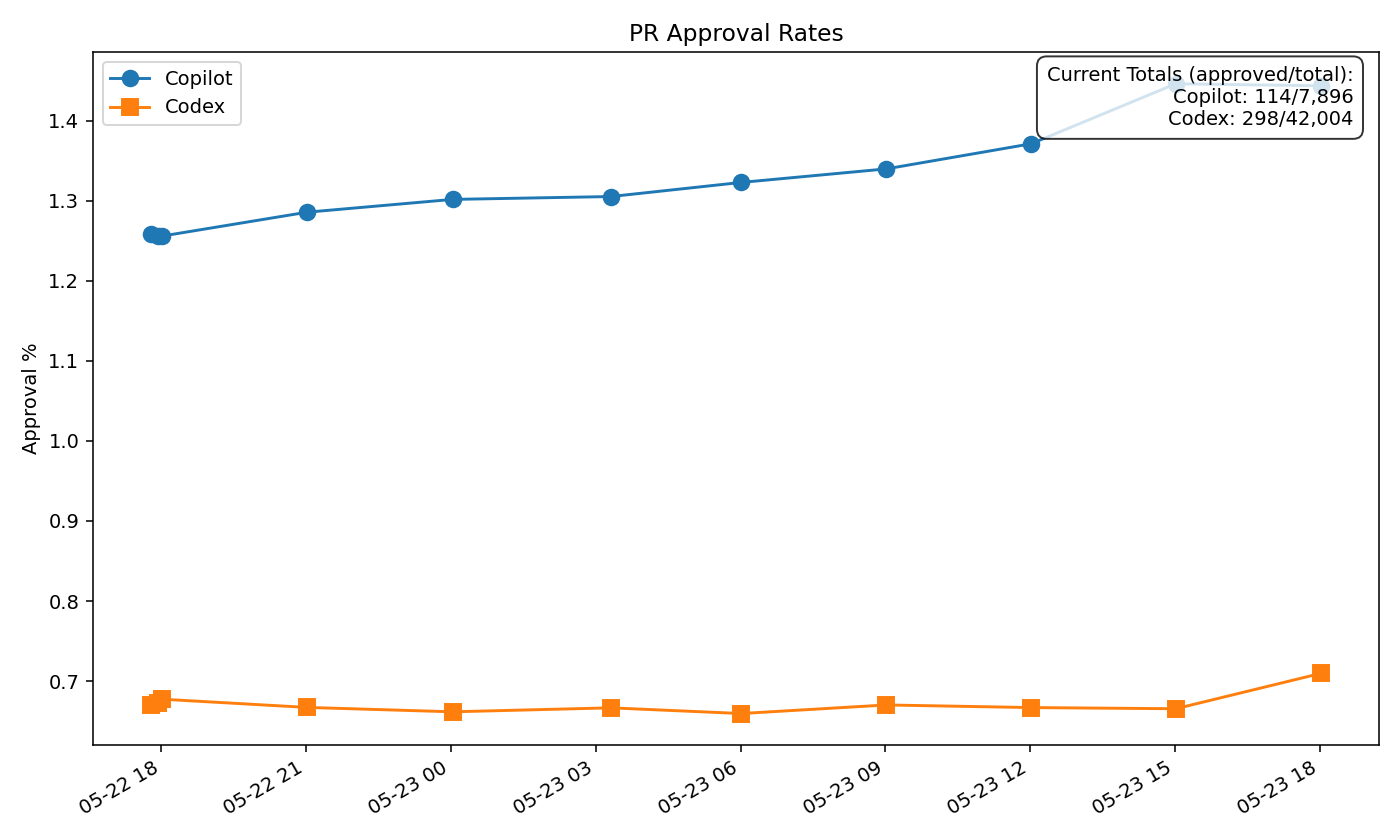 PR Approval Rates
Copilot
Codex
Current Totals (approved/total):
Copilot: 114/7,896
Codex: 298/42,004
Approval %
1.4
1.3
1.2
1.1
1.0
0.9
0.8
0.7
05-22 18
05-22 21
05-23 00
05-23 03
05-23 06
05-23 09
05-23 12
05-23 15
05-23 18